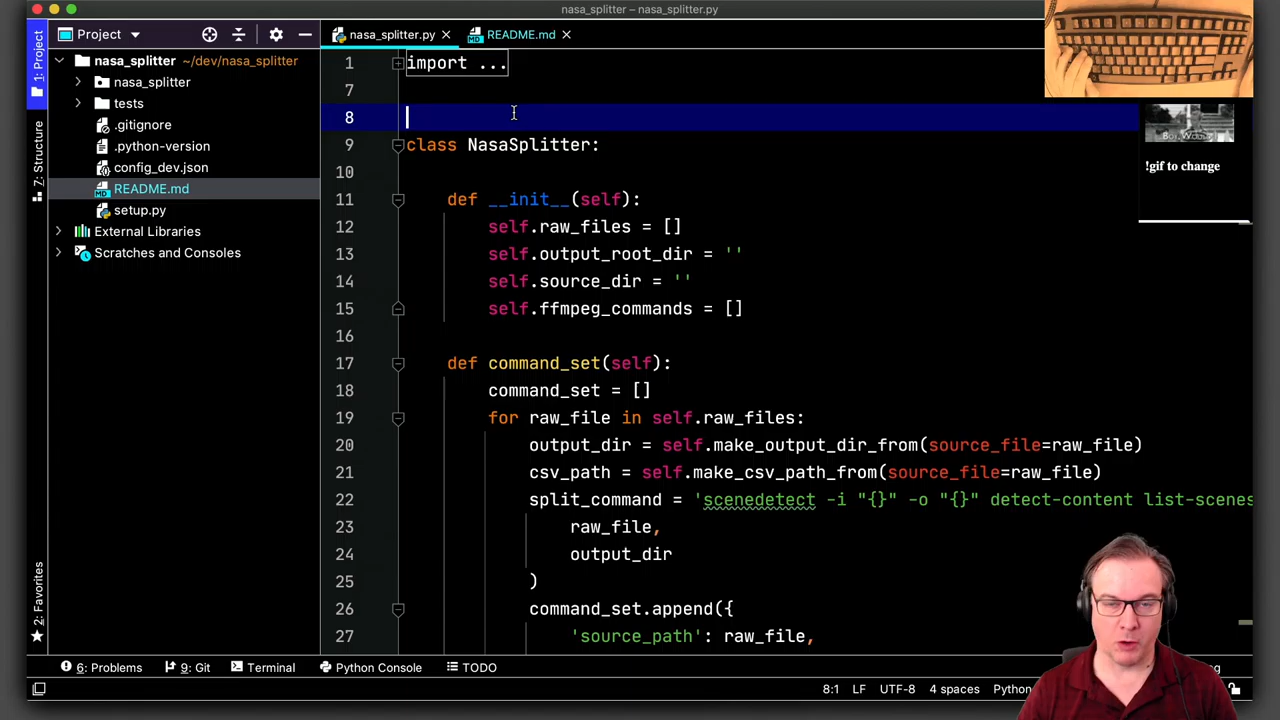 nasa_splitter – nasa_splitter.py
1: Project
7: Structure
2: Favorites
Project
nasa_splitter ~/dev/nasa_splitter
nasa_splitter
tests
.gitignore
.python-version
config_dev.json
README.md
setup.py
External Libraries
Scratches and Consoles
nasa_splitter.py
README.md
1 import ...
7
8
9 class NasaSplitter:
10
11 def __init__(self):
12 self.raw_files = []
13 self.output_root_dir = ''
14 self.source_dir = ''
15 self.ffmpeg_commands = []
16
17 def command_set(self):
18 command_set = []
19 for raw_file in self.raw_files:
20 output_dir = self.make_output_dir_from(source_file=raw_file)
21 csv_path = self.make_csv_path_from(source_file=raw_file)
22 split_command = 'scenedetect -i "{}" -o "{}" detect-content list-scenes
23 raw_file,
24 output_dir
25 )
26 command_set.append({
27 'source_path': raw_file,
!gif to change
6: Problems
9: Git
Terminal
Python Console
TODO
8:1 LF UTF-8 4 spaces Python